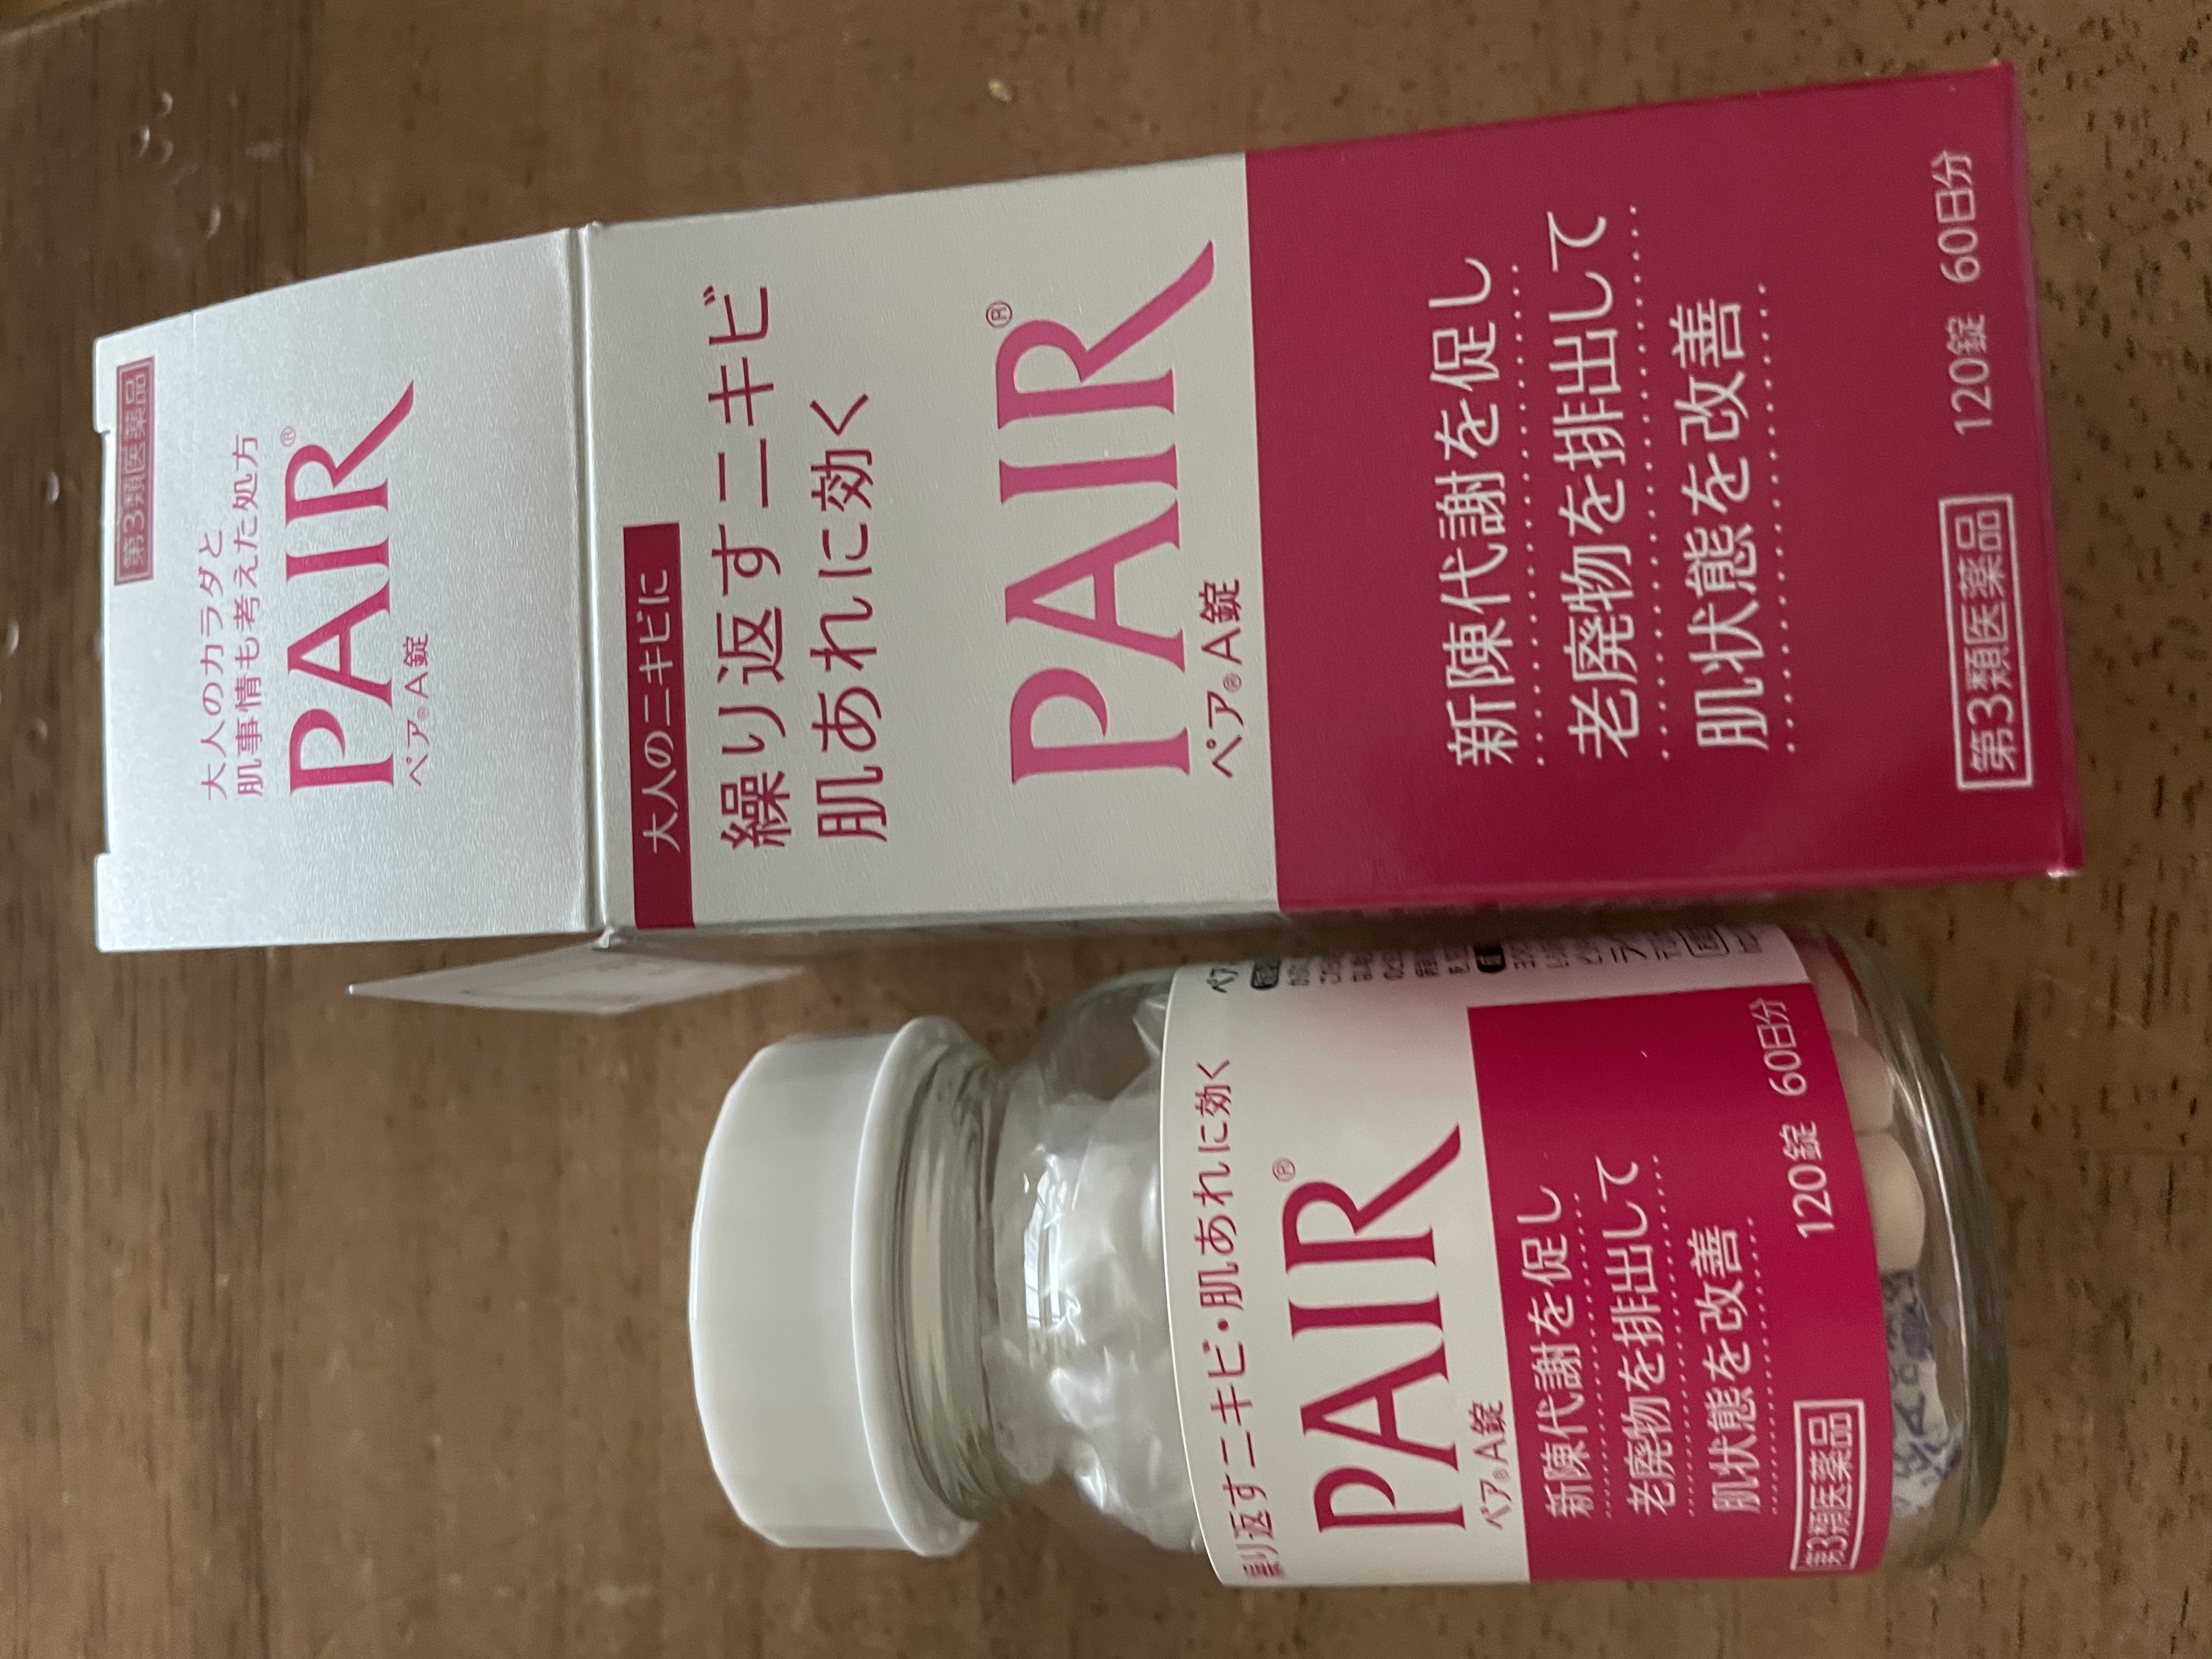 第3類医薬品
大人のカラダと
肌事情も考えた処方
PAIR®
ペア®A錠
大人のニキビに
繰り返すニキビ
肌あれに効く
PAIR®
ペア®A錠
新陳代謝を促し
老廃物を排出して
肌状態を改善
第3類医薬品
120錠 60日分
繰り返すニキビ・肌あれに効く
PAIR®
ペア®A錠
新陳代謝を促し
老廃物を排出して
肌状態を改善
第3類医薬品
120錠 60日分